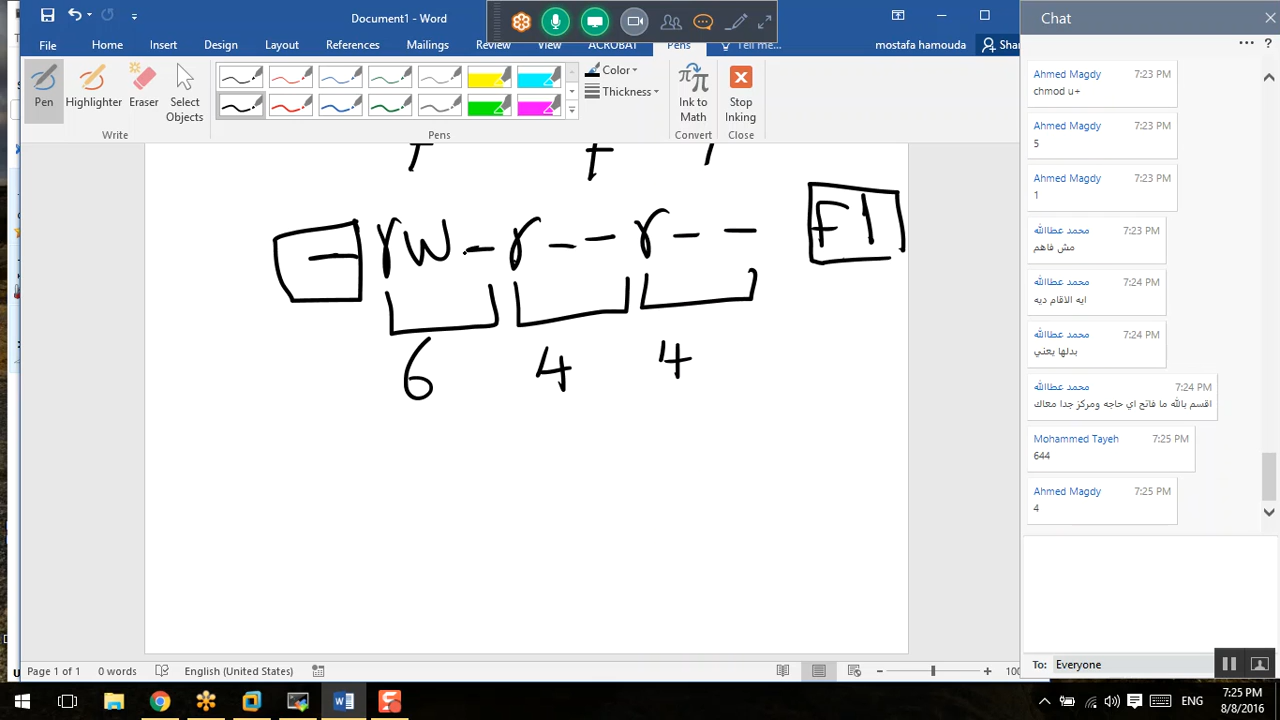 Document1 - Word
File Home Insert Design Layout References Mailings Review View ACROBAT Pens Tell me... mostafa hamouda Shar
Pen Highlighter Eraser Select Objects
Color
Thickness
Ink to Math
Stop Inking
Write Pens Convert Close
- rw- r-- r-- F1
6 4 4
Chat
Ahmed Magdy 7:23 PM
chmod u+
Ahmed Magdy 7:23 PM
5
Ahmed Magdy 7:23 PM
1
محمد عطاالله 7:23 PM
مش فاهم
محمد عطاالله 7:24 PM
ايه الاقام ديه
محمد عطاالله 7:24 PM
بدلها يعني
محمد عطاالله 7:24 PM
اقسم بالله ما فاتح اي حاجه ومركز جدا معاك
Mohammed Tayeh 7:25 PM
644
Ahmed Magdy 7:25 PM
4
To: Everyone
Page 1 of 1 0 words English (United States) 100
ENG 7:25 PM
8/8/2016